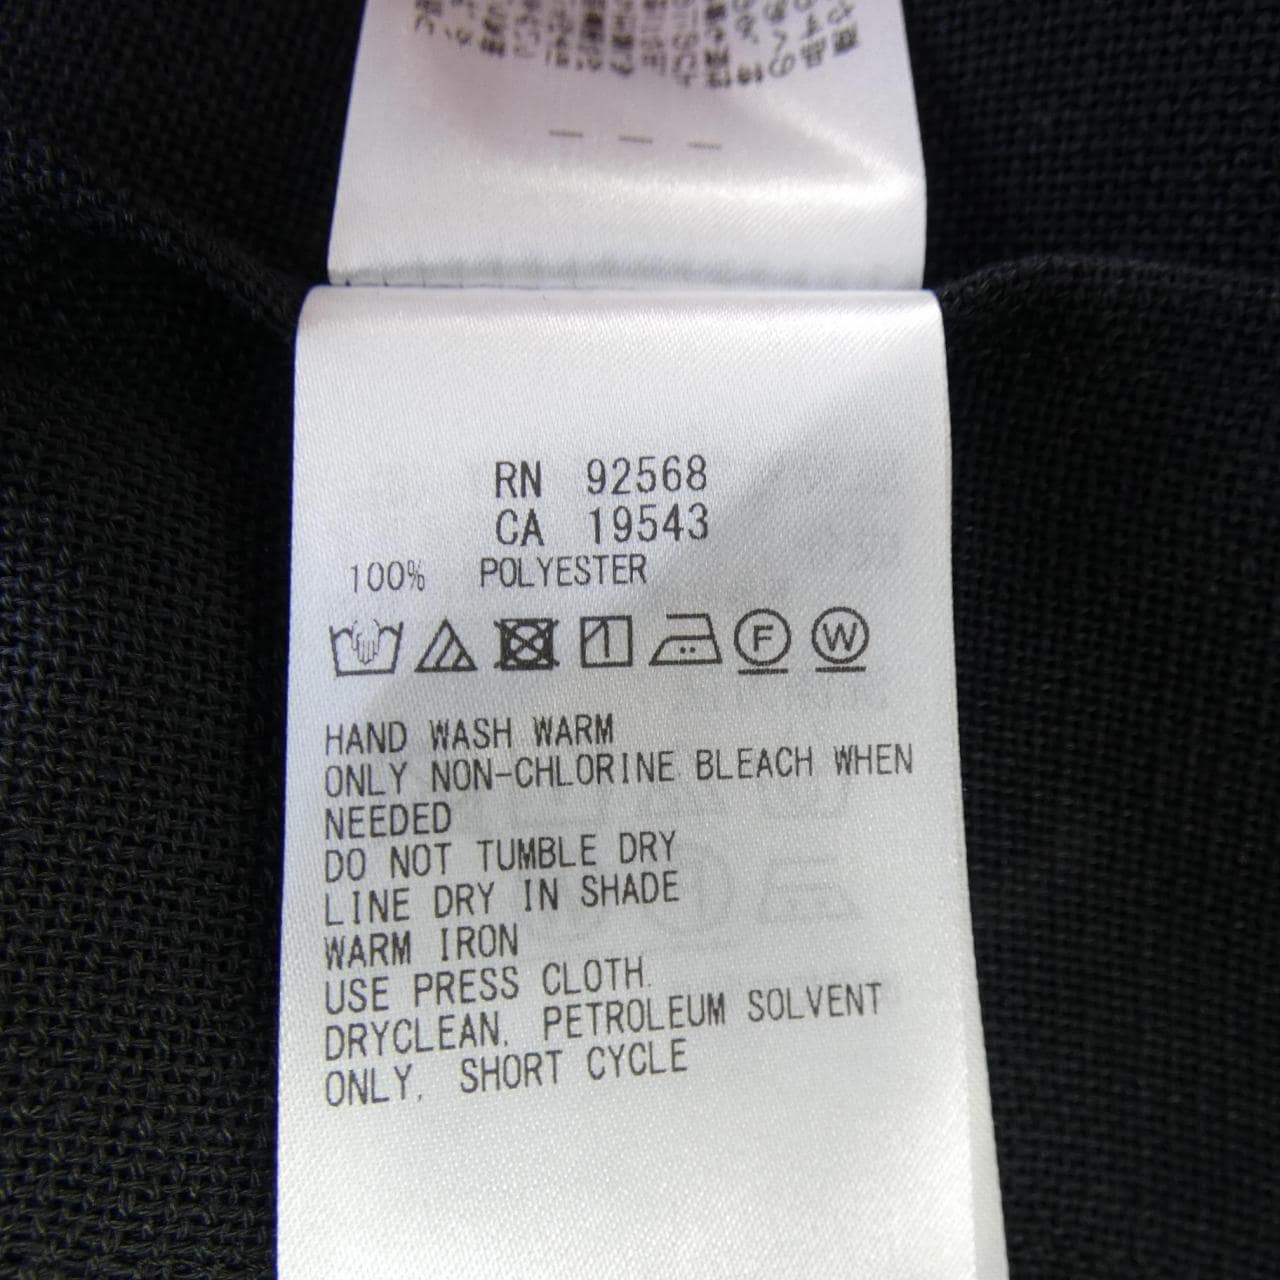 RN 92568
CA 19543
100% POLYESTER
F W
HAND WASH WARM
ONLY NON-CHLORINE BLEACH WHEN
NEEDED
DO NOT TUMBLE DRY
LINE DRY IN SHADE
WARM IRON
USE PRESS CLOTH.
DRYCLEAN, PETROLEUM SOLVENT
ONLY, SHORT CYCLE